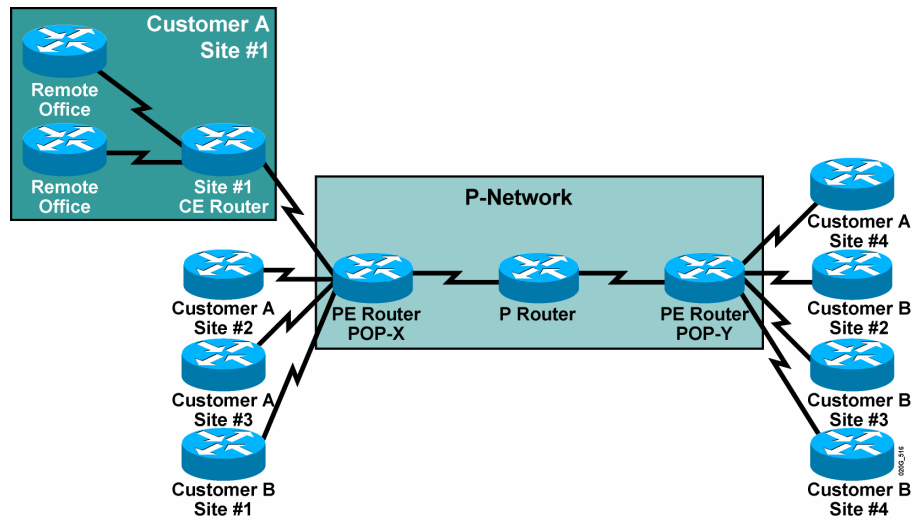 Customer A
Site #1
Remote
Office
Remote
Office
Site #1
CE Router
P-Network
Customer A
Site #4
Customer A
Site #2
PE Router
POP-X
P Router
PE Router
POP-Y
Customer B
Site #2
Customer A
Site #3
Customer B
Site #3
Customer B
Site #1
Customer B
Site #4
020G_516